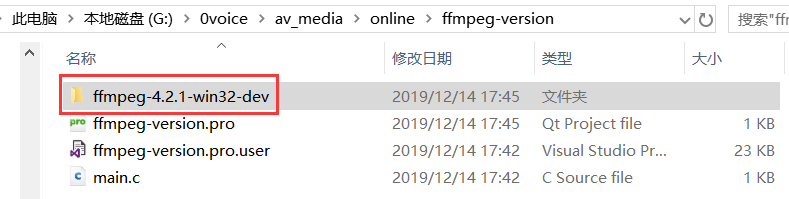 此电脑 > 本地磁盘 (G:) > 0voice > av_media > online > ffmpeg-version 搜索"ff
名称 修改日期 类型 大小
ffmpeg-4.2.1-win32-dev 2019/12/14 17:45 文件夹
ffmpeg-version.pro 2019/12/14 17:45 Qt Project file 1 KB
ffmpeg-version.pro.user 2019/12/14 17:42 Visual Studio Pr... 23 KB
main.c 2019/12/14 17:42 C Source file 1 KB